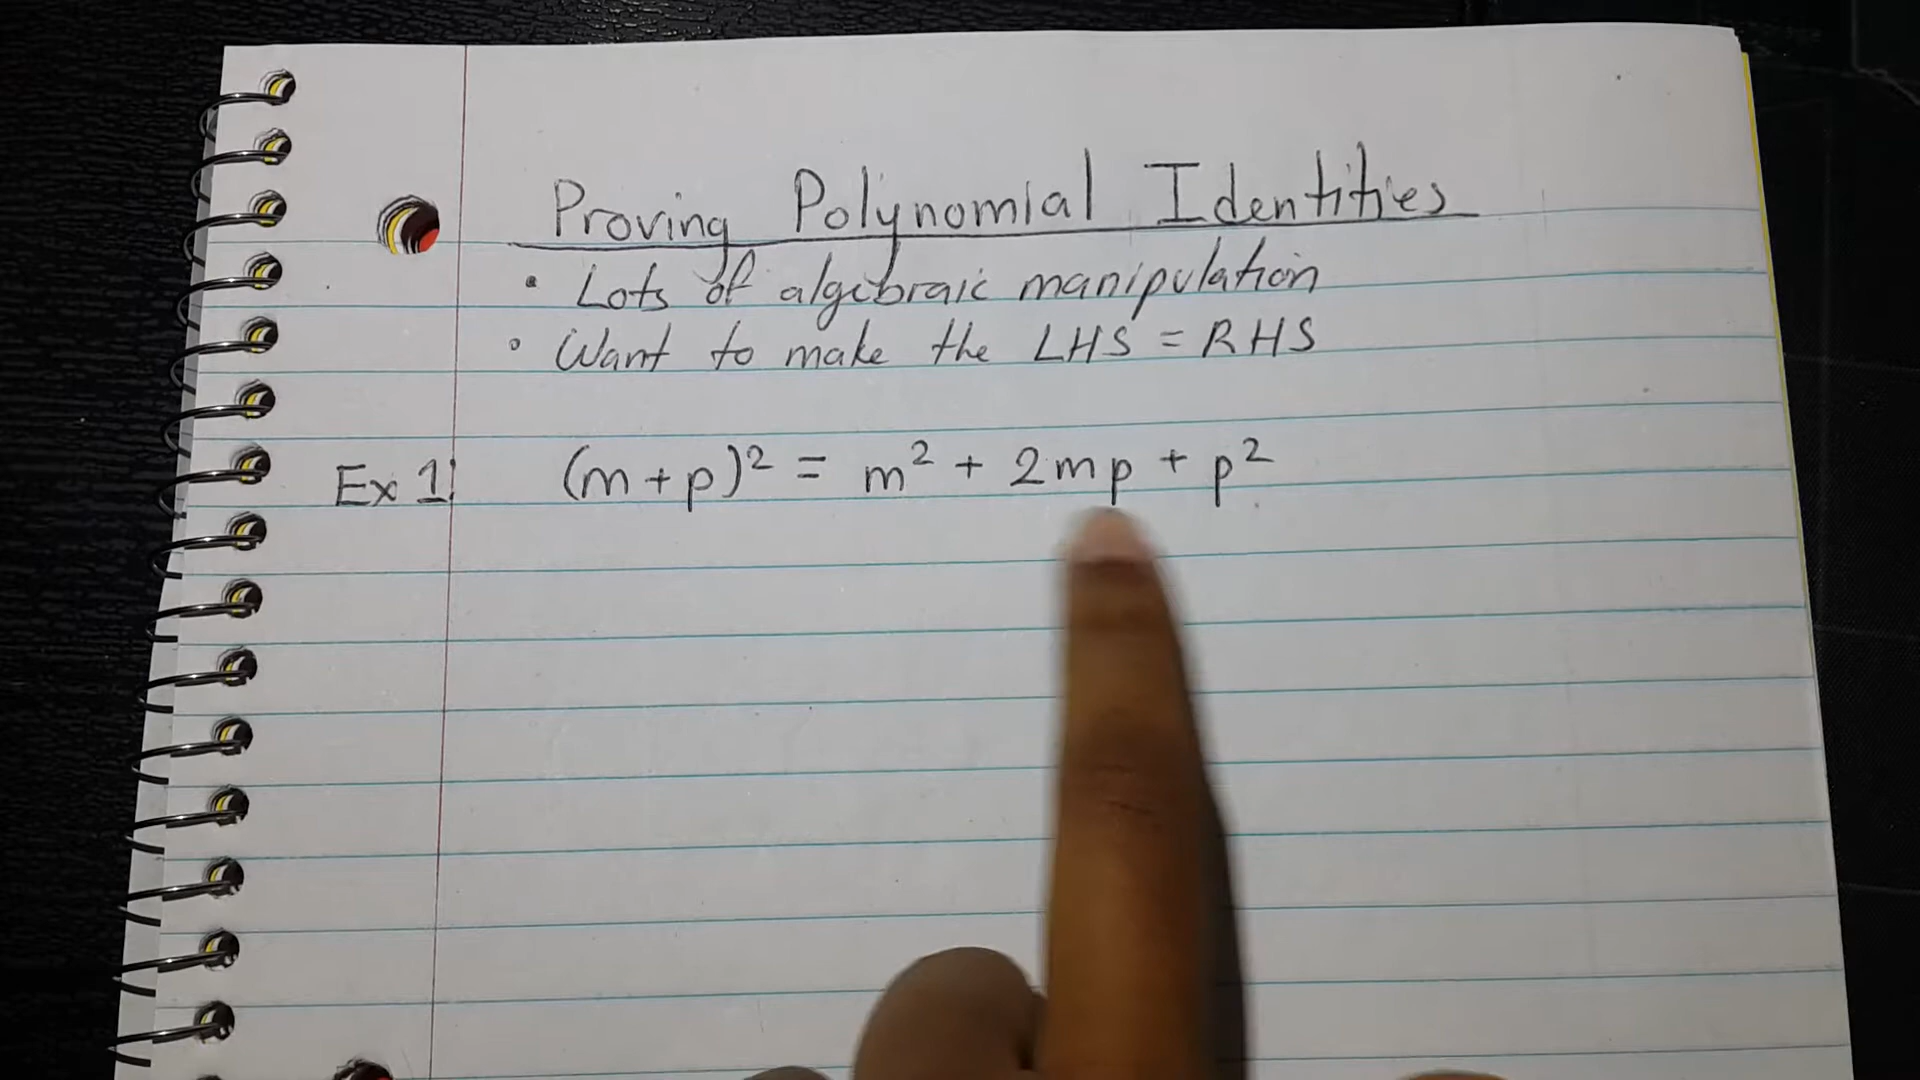 Proving Polynomial Identities
• Lots of algebraic manipulation
• Want to make the LHS = RHS
Ex 1: (m+p)² = m² + 2mp + p²